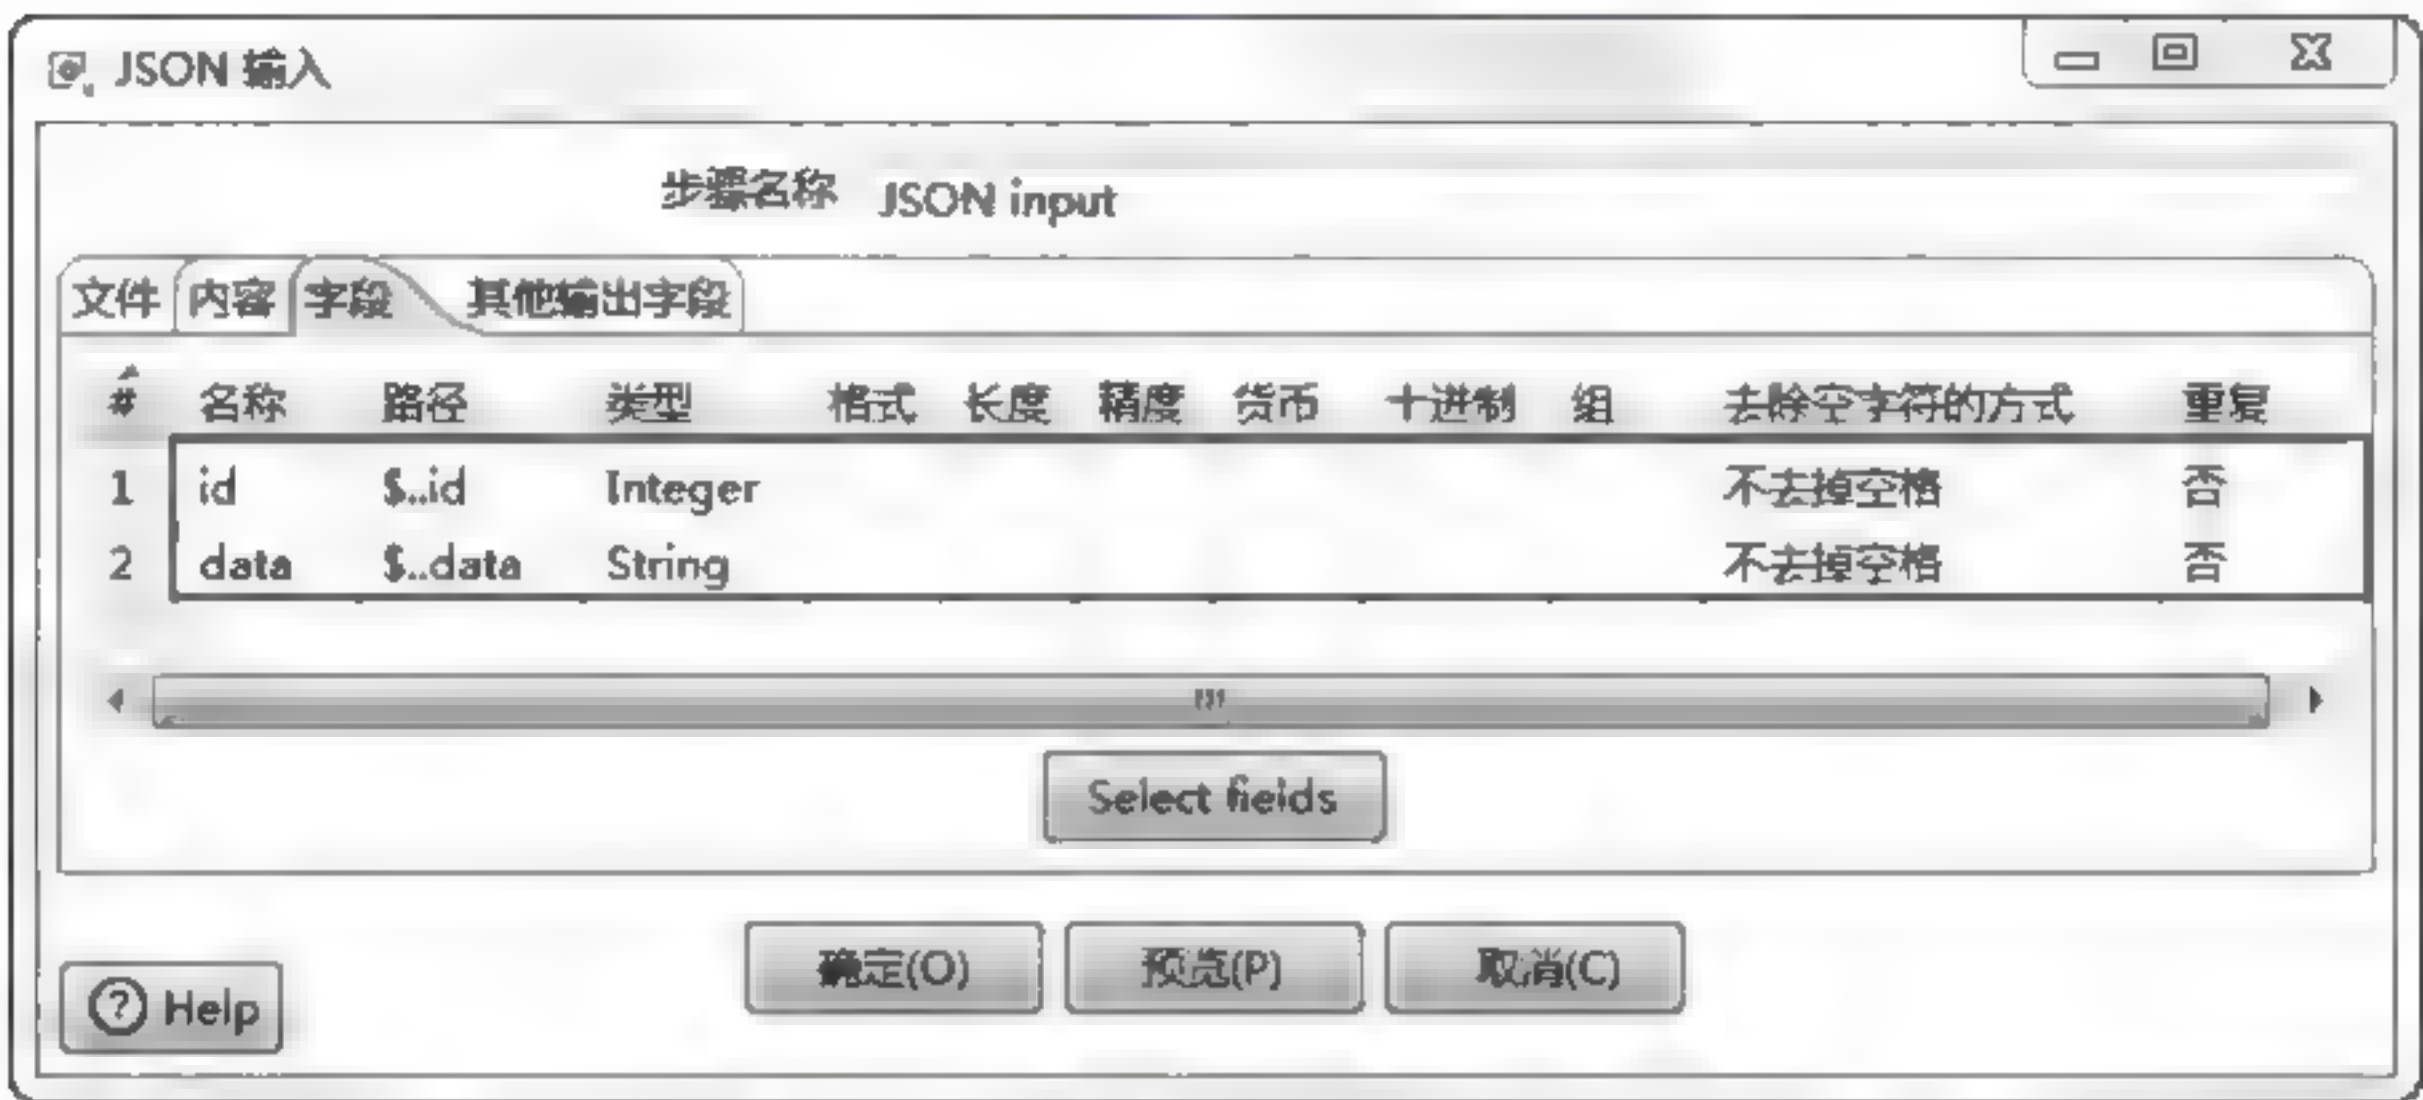 JSON 输入
步骤名称 JSON input
文件 内容 字段 其他输出字段
# 名称 路径 类型 格式 长度 精度 货币 十进制 组 去除空字符的方式 重复
1 id $..id Integer 不去掉空格 否
2 data $..data String 不去掉空格 否
Select fields
确定(O) 预览(P) 取消(C)
? Help